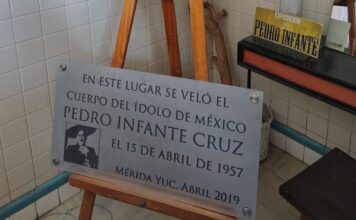 EXPOSICIÓN
PEDRO INFANTE
EN ESTE LUGAR SE VELÓ EL
CUERPO DEL ÍDOLO DE MÉXICO
PEDRO INFANTE CRUZ
EL 15 DE ABRIL DE 1957
MÉRIDA YUC. ABRIL 2019